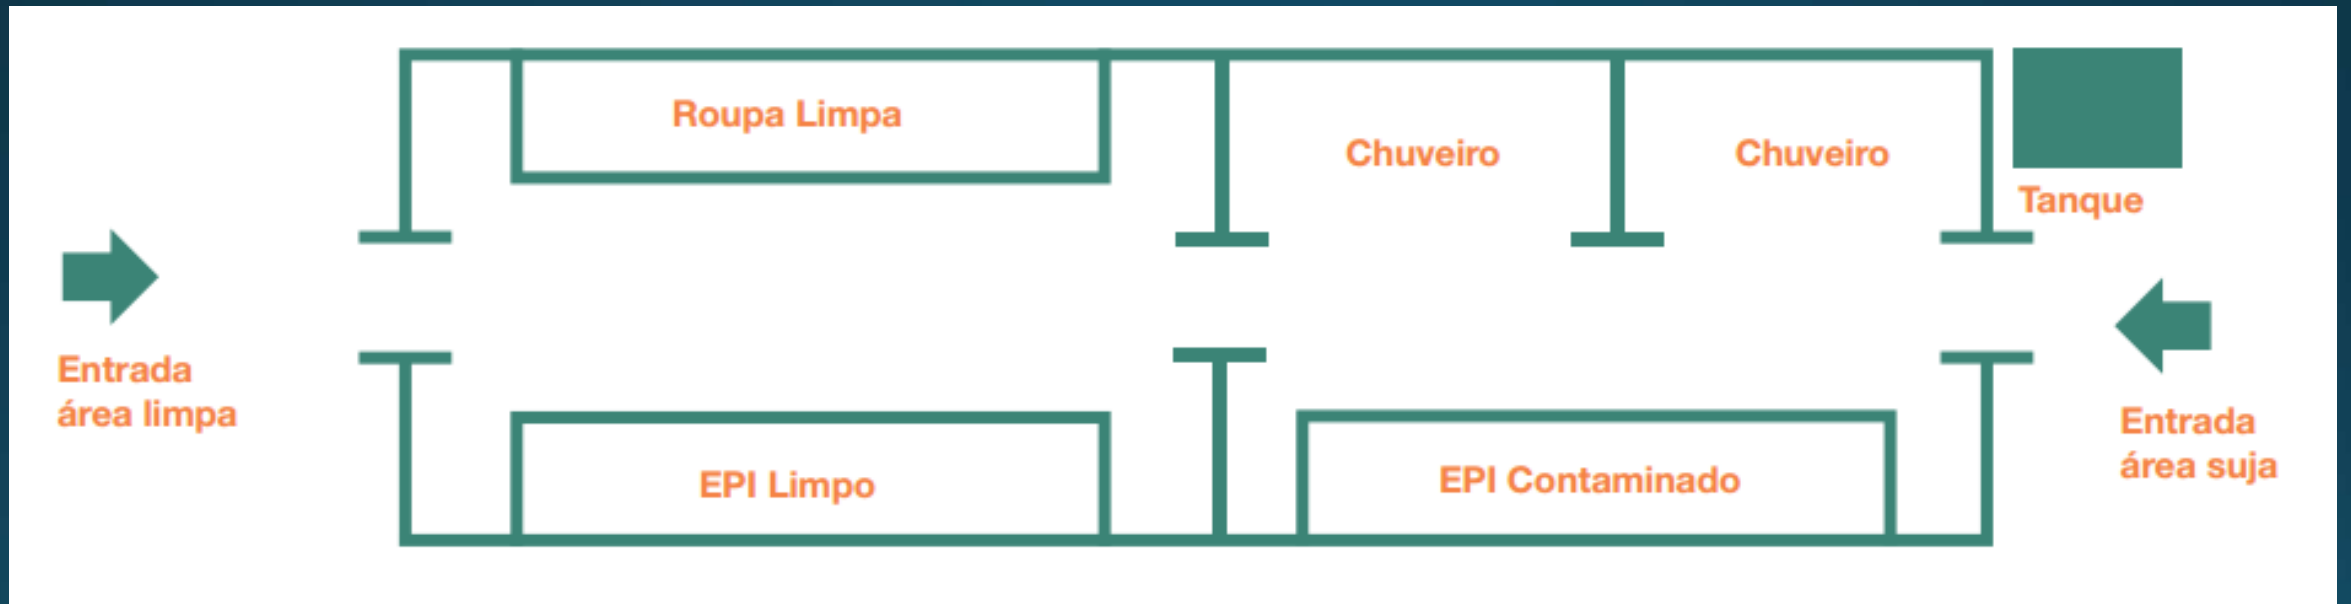 Roupa Limpa
Chuveiro
Chuveiro
Tanque
Entrada
área limpa
EPI Limpo
EPI Contaminado
Entrada
área suja